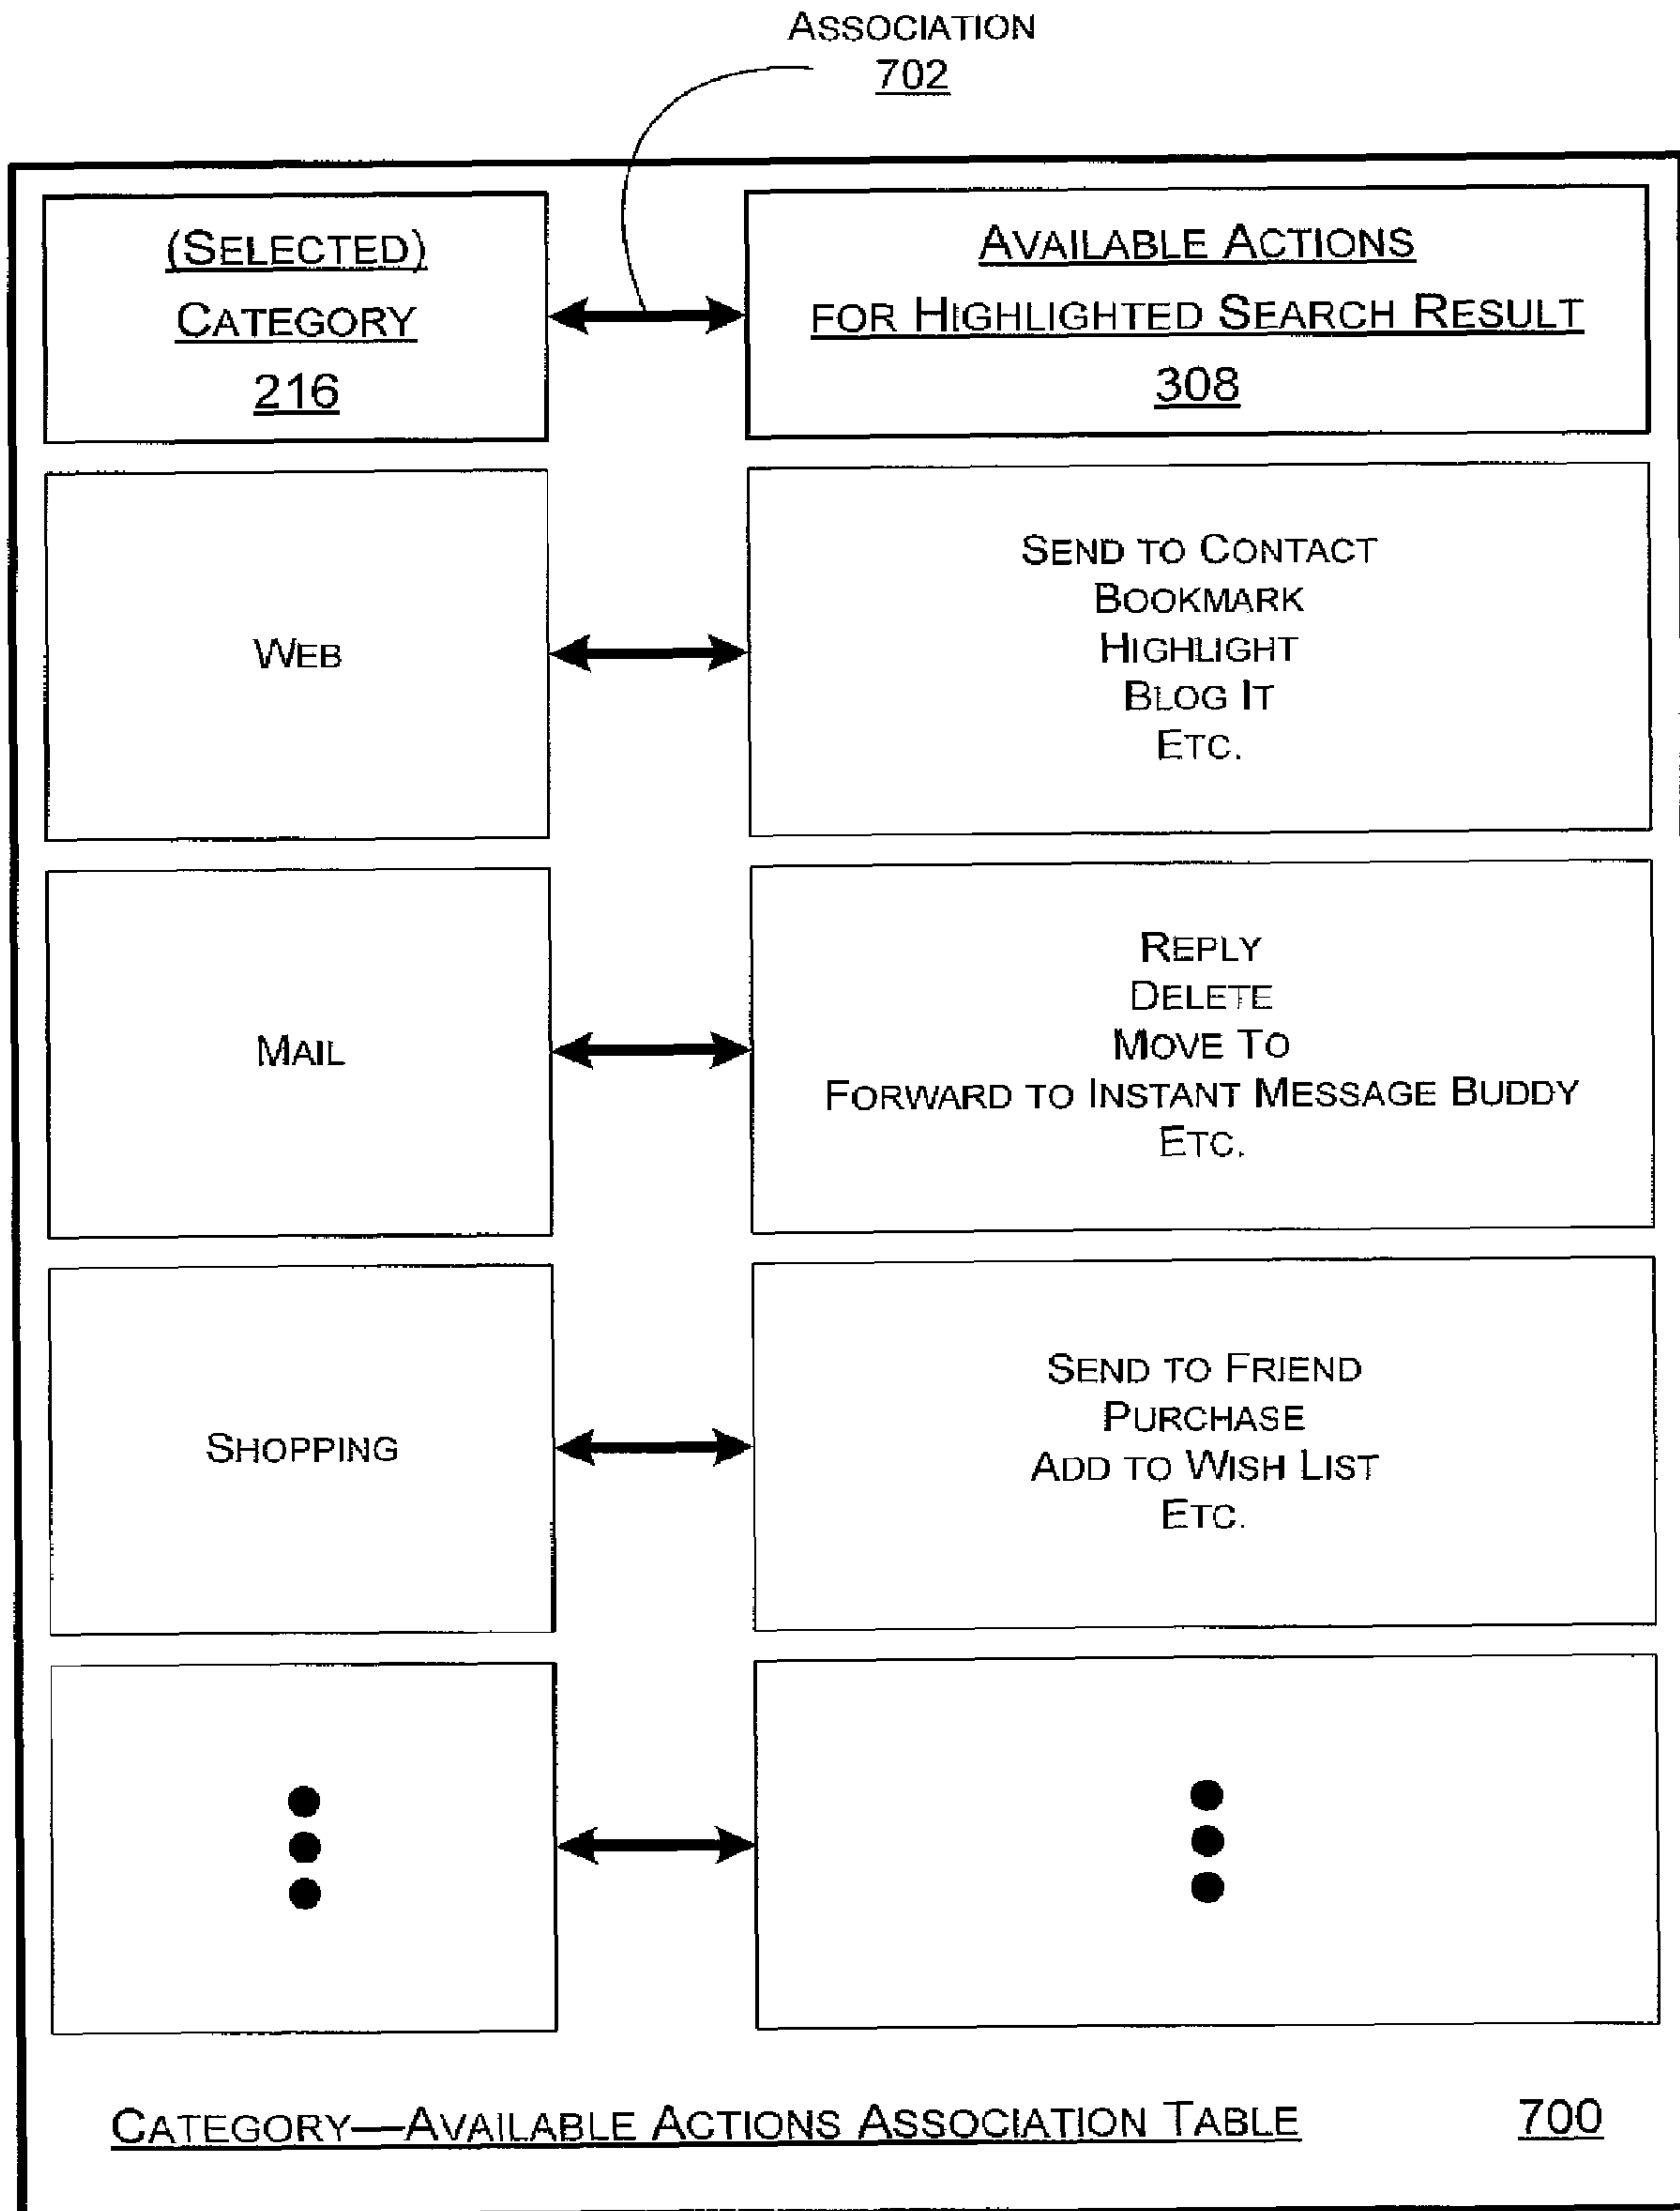 ASSOCIATION
702
(SELECTED)
CATEGORY
216
AVAILABLE ACTIONS
FOR HIGHLIGHTED SEARCH RESULT
308
WEB
SEND TO CONTACT
BOOKMARK
HIGHLIGHT
BLOG IT
ETC.
MAIL
REPLY
DELETE
MOVE TO
FORWARD TO INSTANT MESSAGE BUDDY
ETC.
SHOPPING
SEND TO FRIEND
PURCHASE
ADD TO WISH LIST
ETC.
CATEGORY—AVAILABLE ACTIONS ASSOCIATION TABLE 700